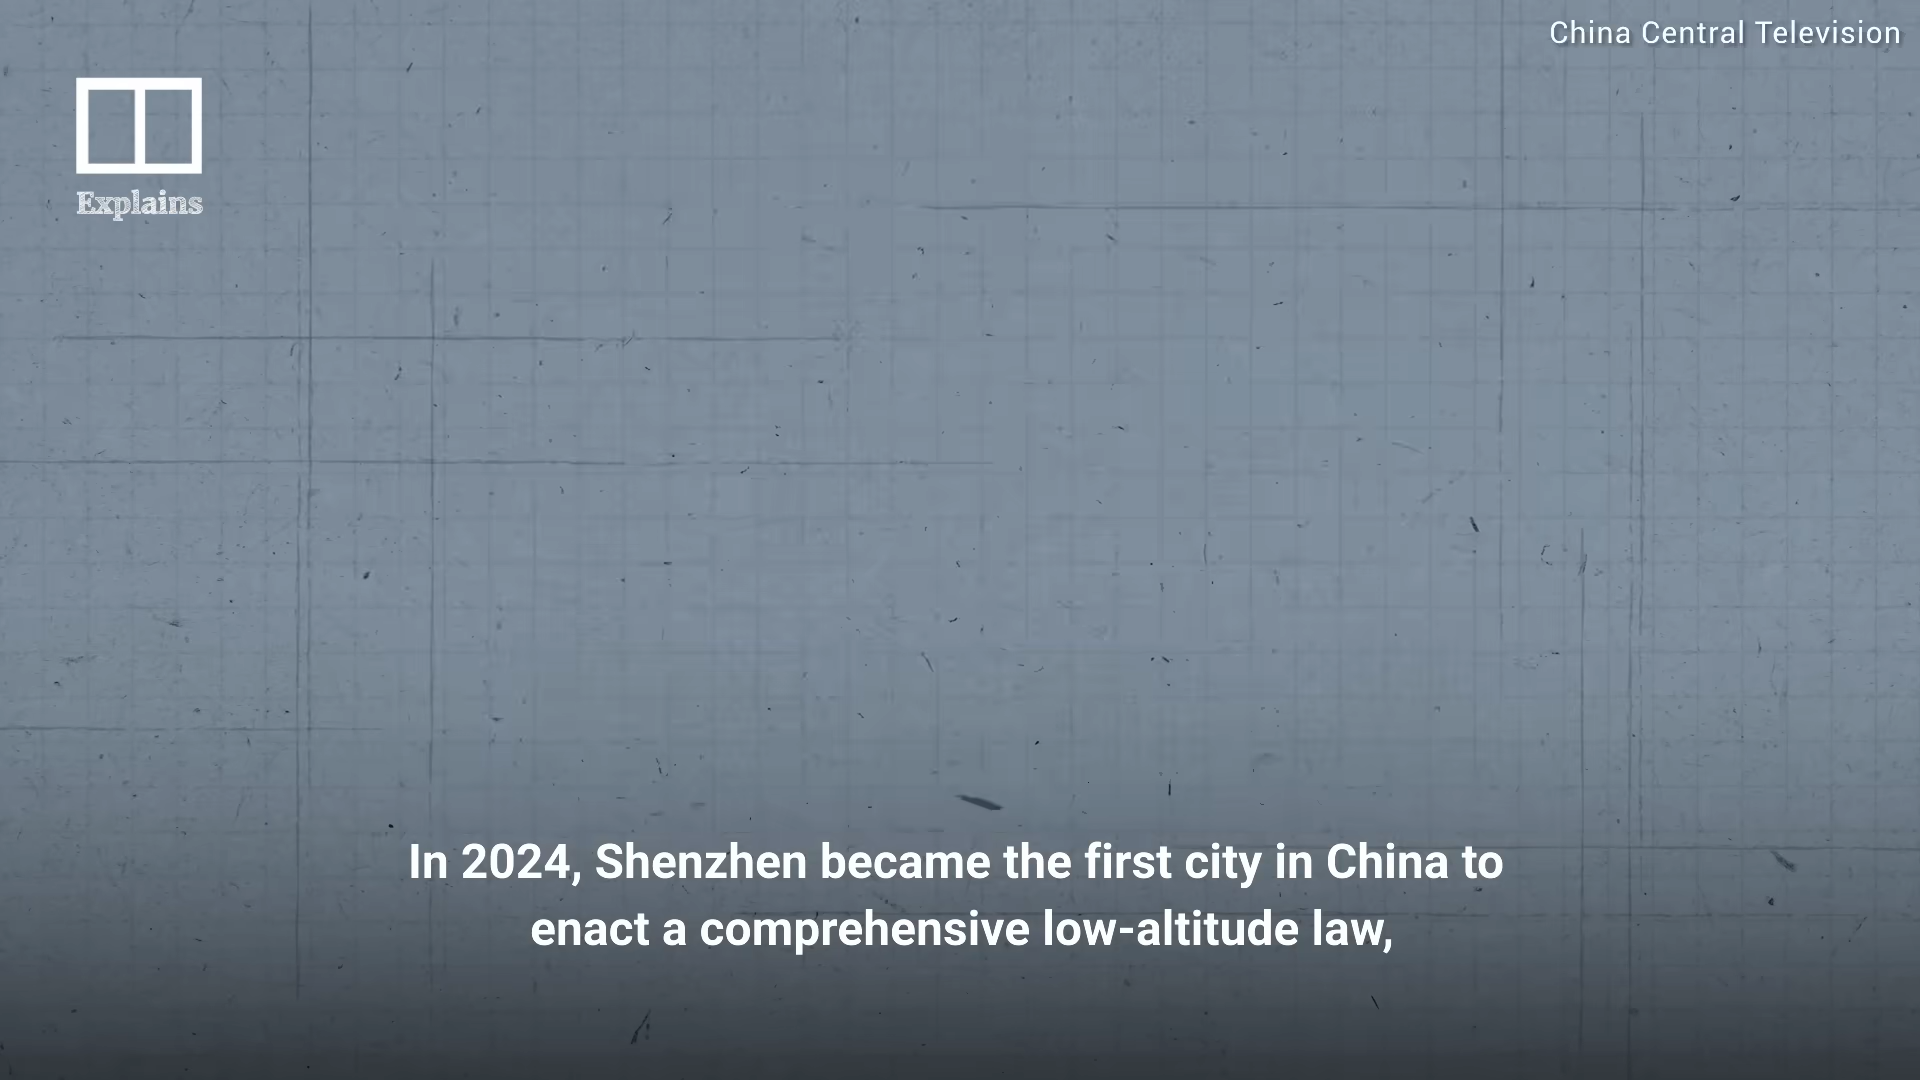 China Central Television
Explains
In 2024, Shenzhen became the first city in China to
enact a comprehensive low-altitude law,